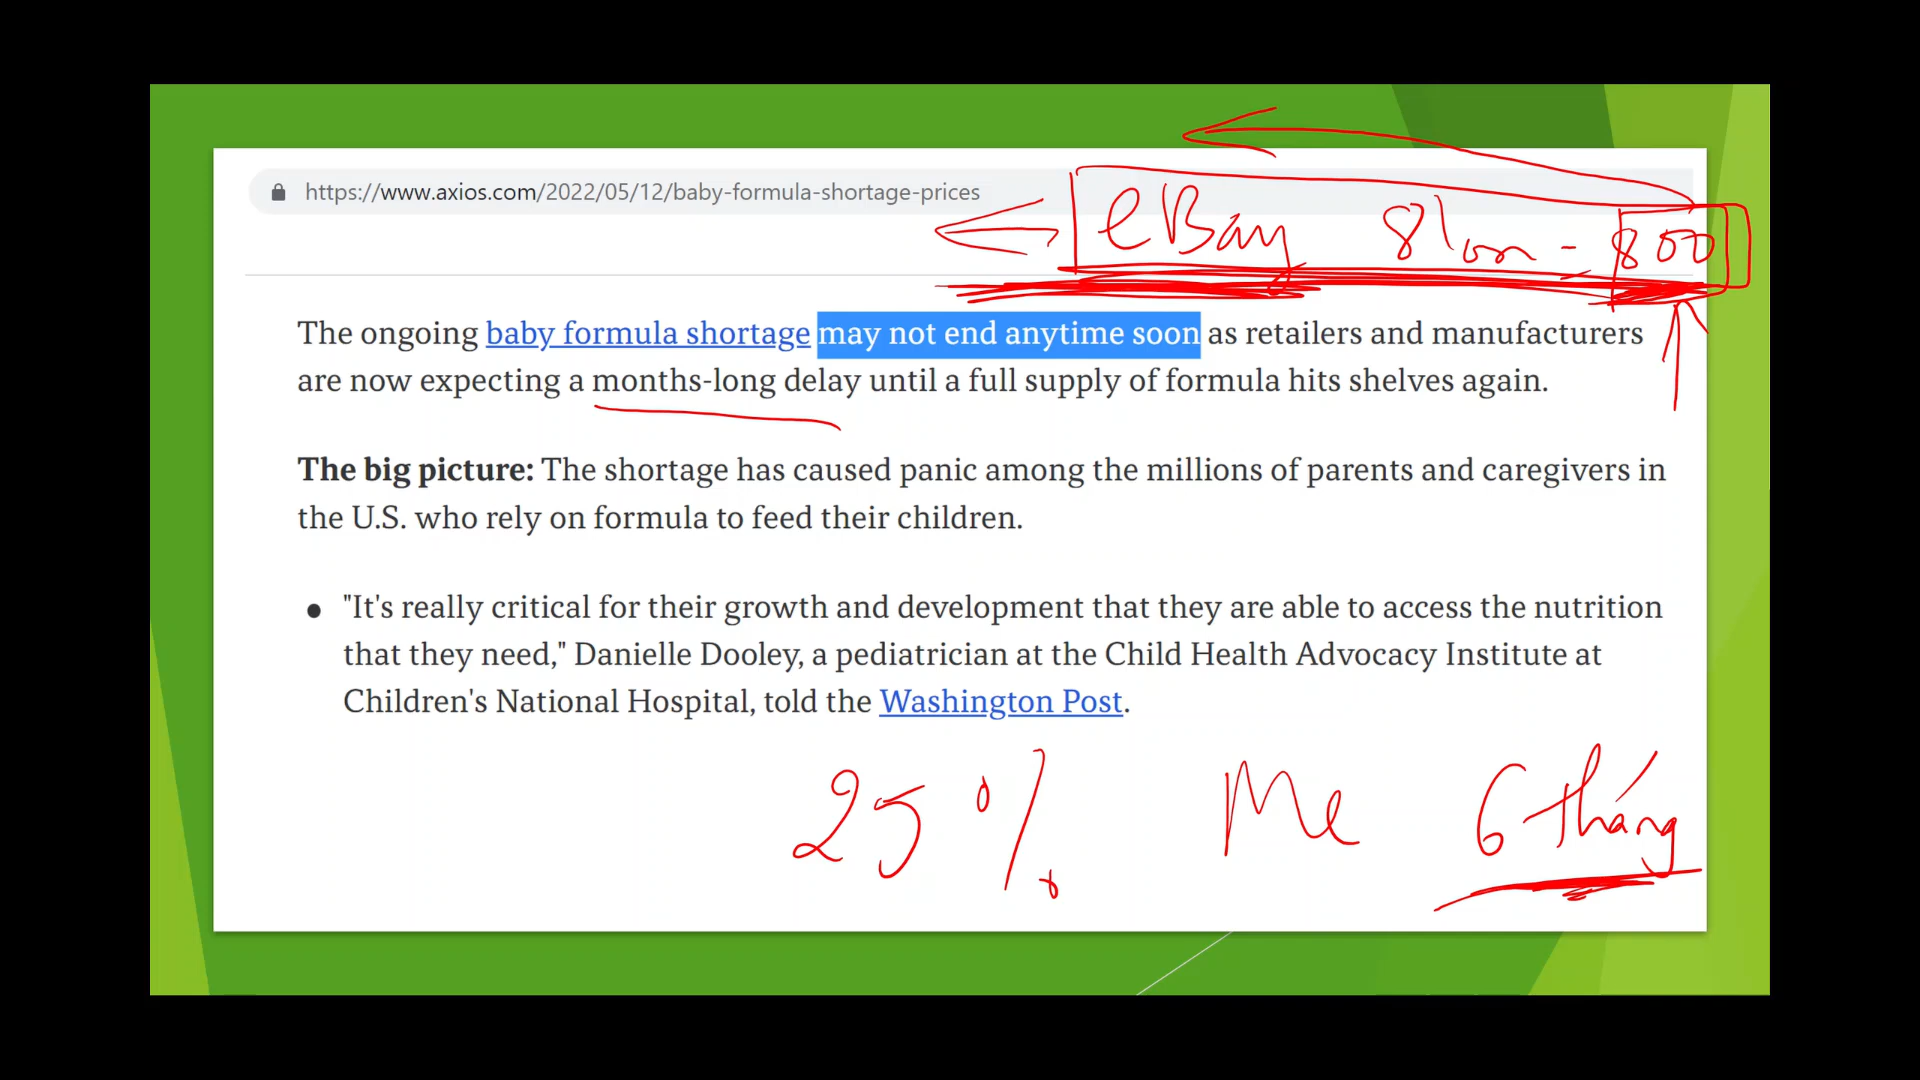 https://www.axios.com/2022/05/12/baby-formula-shortage-prices
eBay 8 lon = 800
The ongoing baby formula shortage may not end anytime soon as retailers and manufacturers
are now expecting a months-long delay until a full supply of formula hits shelves again.
The big picture: The shortage has caused panic among the millions of parents and caregivers in
the U.S. who rely on formula to feed their children.
• "It's really critical for their growth and development that they are able to access the nutrition
that they need," Danielle Dooley, a pediatrician at the Child Health Advocacy Institute at
Children's National Hospital, told the Washington Post.
25% Me 6 tháng